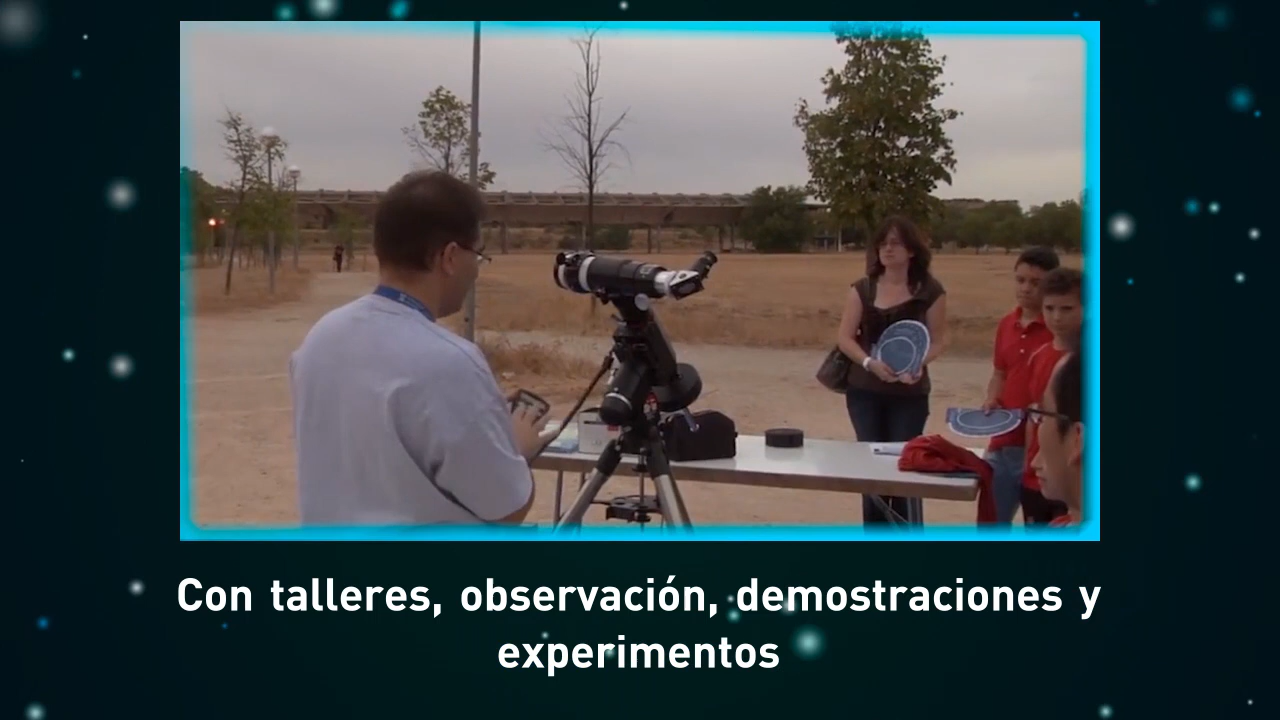 Con talleres, observación, demostraciones y
experimentos